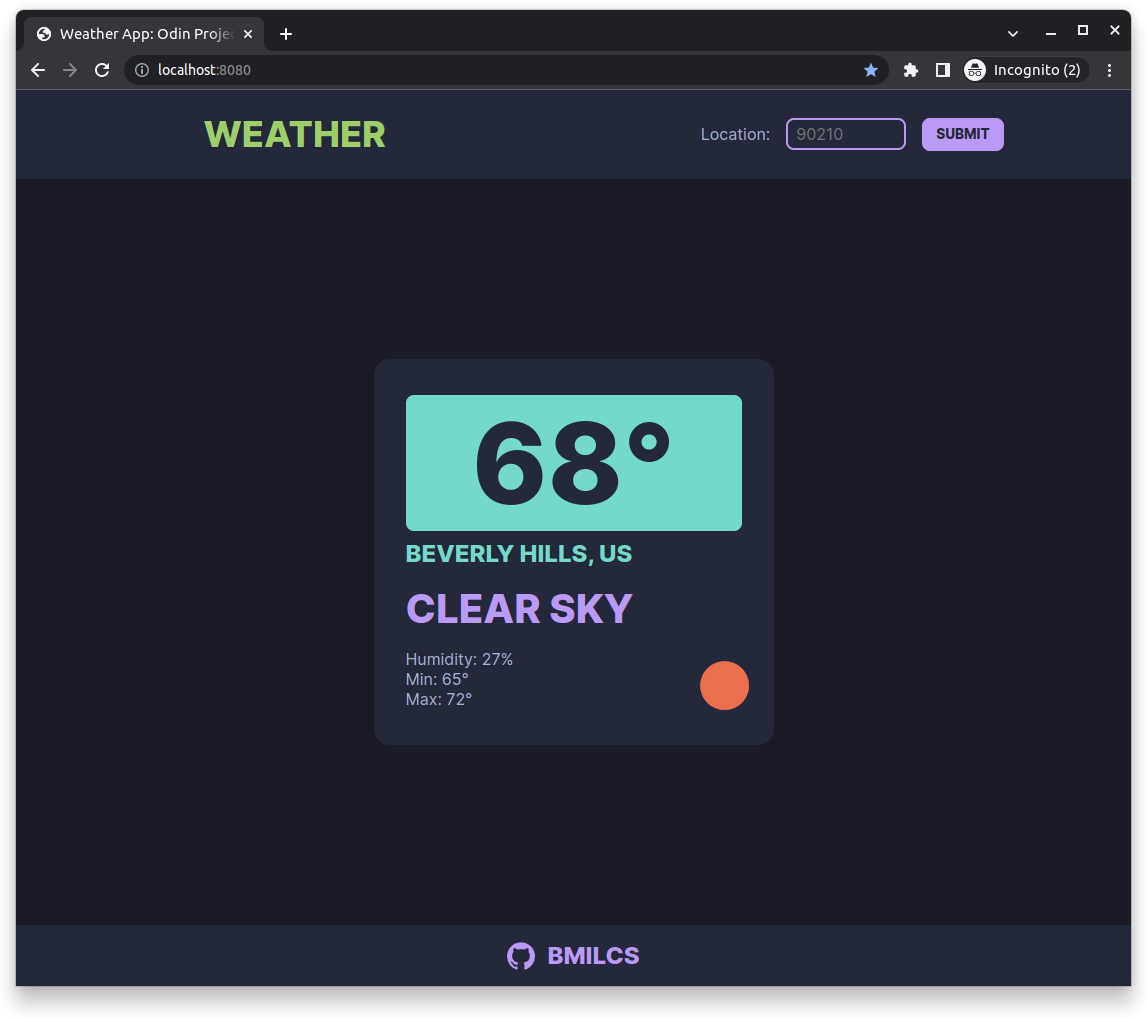 Weather App: Odin Proje
localhost:8080
Incognito (2)
WEATHER
Location:
90210
SUBMIT
68°
BEVERLY HILLS, US
CLEAR SKY
Humidity: 27%
Min: 65°
Max: 72°
BMILCS